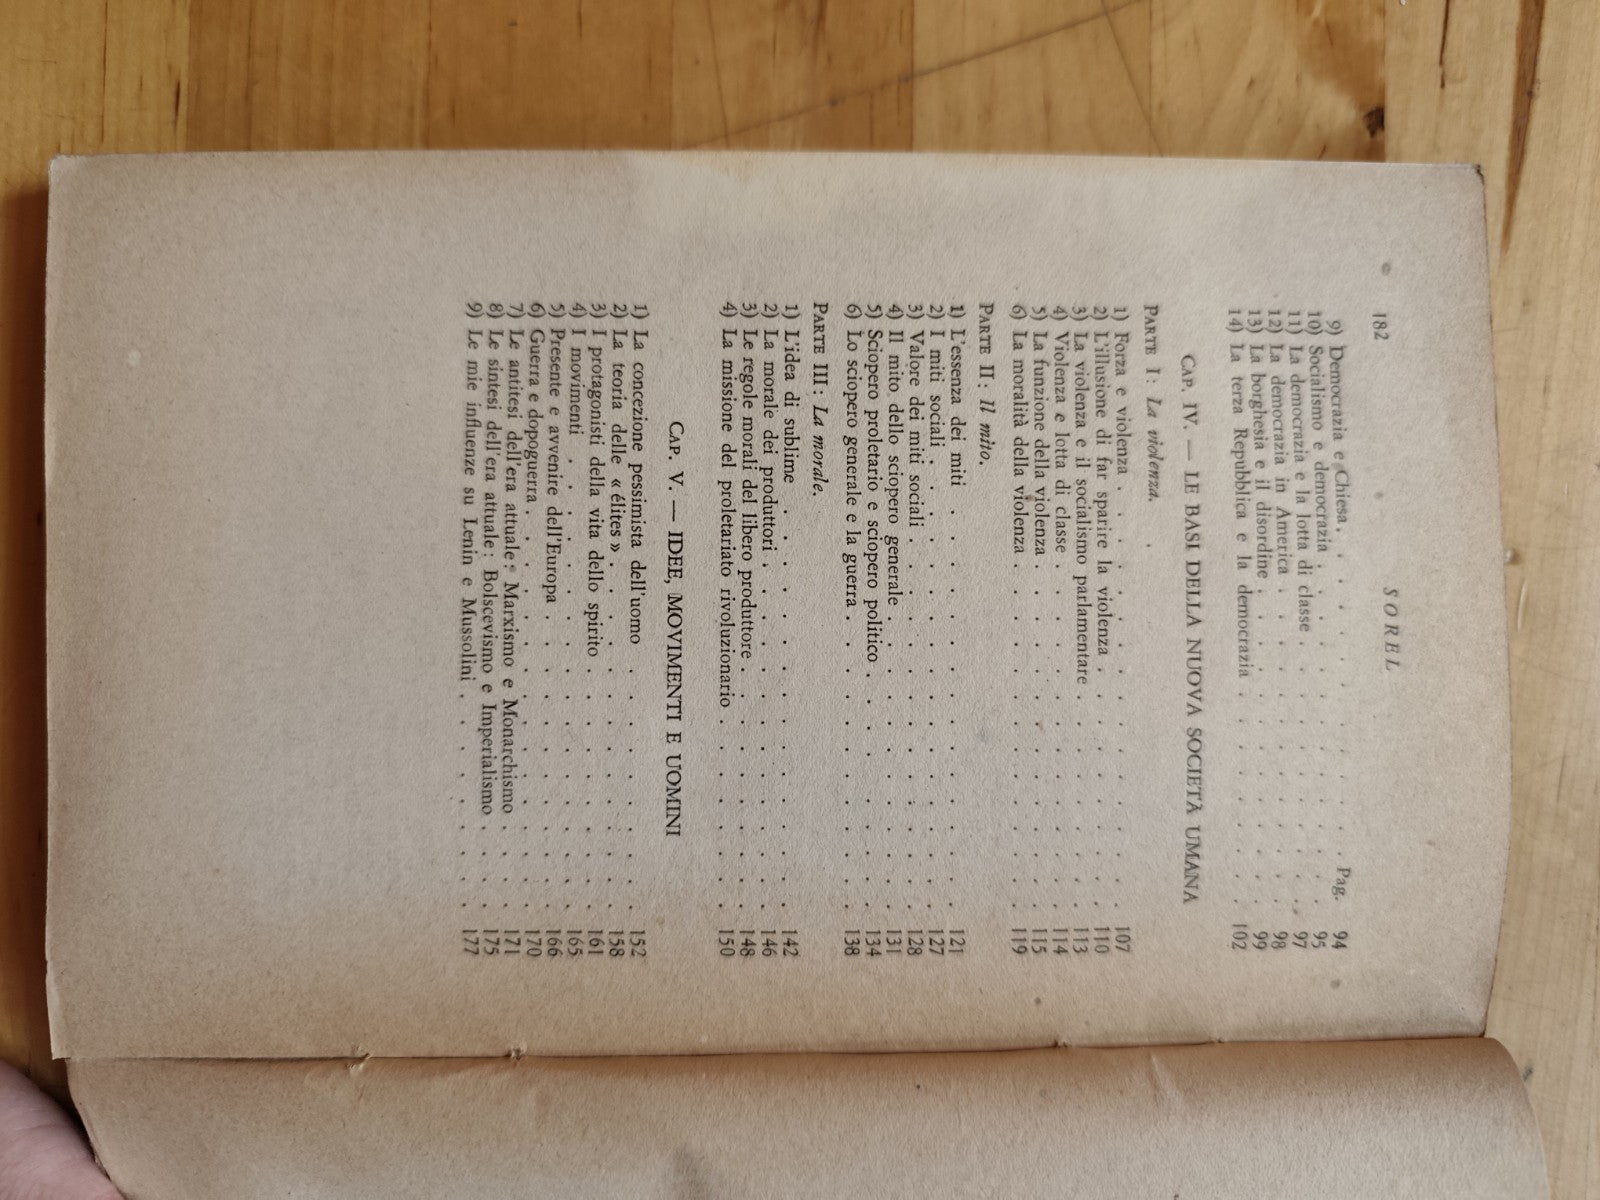 182
SOREL
9) Democrazia e Chiesa . . . . . . . . . Pag. 94
10) Socialismo e democrazia . . . . . . . . . 95
11) La democrazia e la lotta di classe . . . . . . . 97
12) La democrazia in America . . . . . . . . . 98
13) La borghesia e il disordine . . . . . . . . . 99
14) La terza Repubblica e la democrazia . . . . . . 102
CAP. IV. — LE BASI DELLA NUOVA SOCIETÀ UMANA
PARTE I: La violenza.
1) Forza e violenza . . . . . . . . . . . 107
2) L'illusione di far sparire la violenza . . . . . . . 110
3) La violenza e il socialismo parlamentare . . . . . . 113
4) Violenza e lotta di classe . . . . . . . . . 114
5) La funzione della violenza . . . . . . . . . 115
6) La moralità della violenza . . . . . . . . . 119
PARTE II: Il mito.
1) L'essenza dei miti . . . . . . . . . . 121
2) I miti sociali . . . . . . . . . . . 127
3) Valore dei miti sociali . . . . . . . . . 128
4) Il mito dello sciopero generale . . . . . . . . 131
5) Sciopero proletario e sciopero politico . . . . . . 134
6) Lo sciopero generale e la guerra . . . . . . . . 138
PARTE III: La morale.
1) L'idea di sublime . . . . . . . . . . 142
2) La morale dei produttori . . . . . . . . . 146
3) Le regole morali del libero produttore . . . . . . 148
4) La missione del proletariato rivoluzionario . . . . . 150
CAP. V. — IDEE, MOVIMENTI E UOMINI
1) La concezione pessimista dell'uomo . . . . . . . 152
2) La teoria delle « élites » . . . . . . . . . 158
3) I protagonisti della vita dello spirito . . . . . . . 161
4) I movimenti . . . . . . . . . . . 165
5) Presente e avvenire dell'Europa . . . . . . . . 166
6) Guerra e dopoguerra . . . . . . . . . . 170
7) Le antitesi dell'era attuale: Marxismo e Monarchismo . . . 171
8) Le sintesi dell'era attuale: Bolscevismo e Imperialismo . . . 175
9) Le mie influenze su Lenin e Mussolini . . . . . . 177